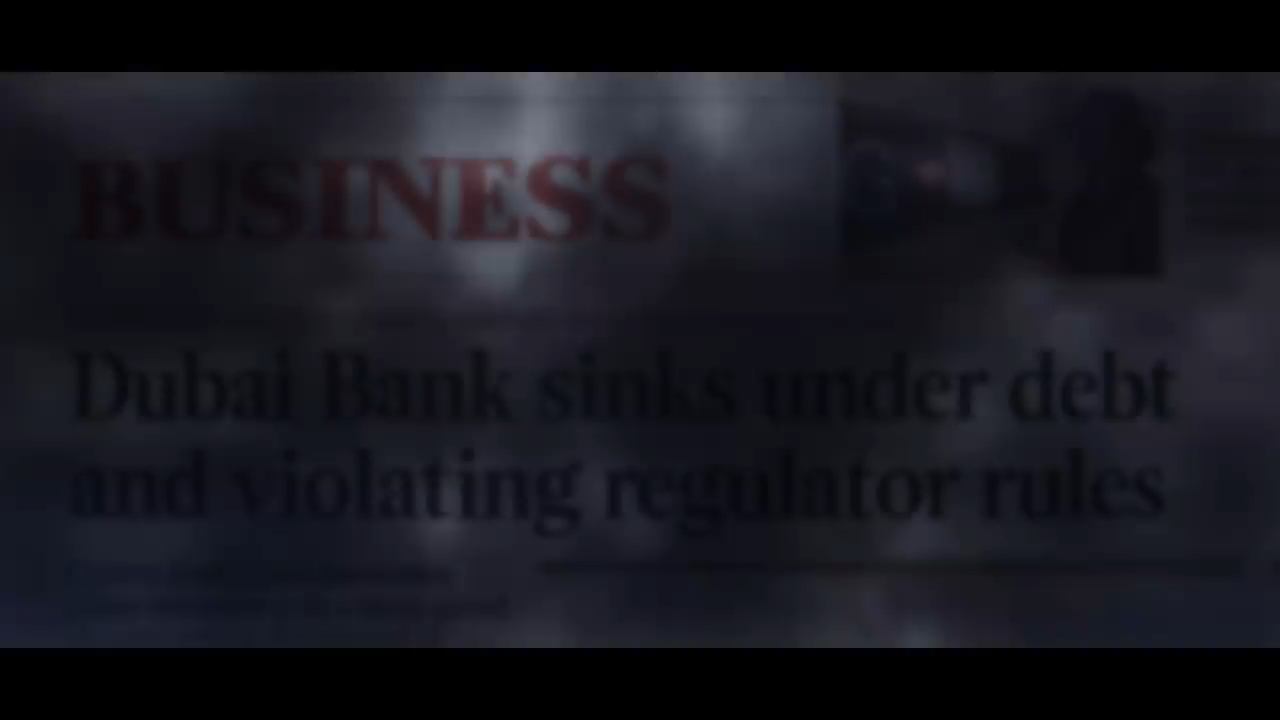 BUSINESS
Dubai Bank sinks under debt
and violating regulator rules